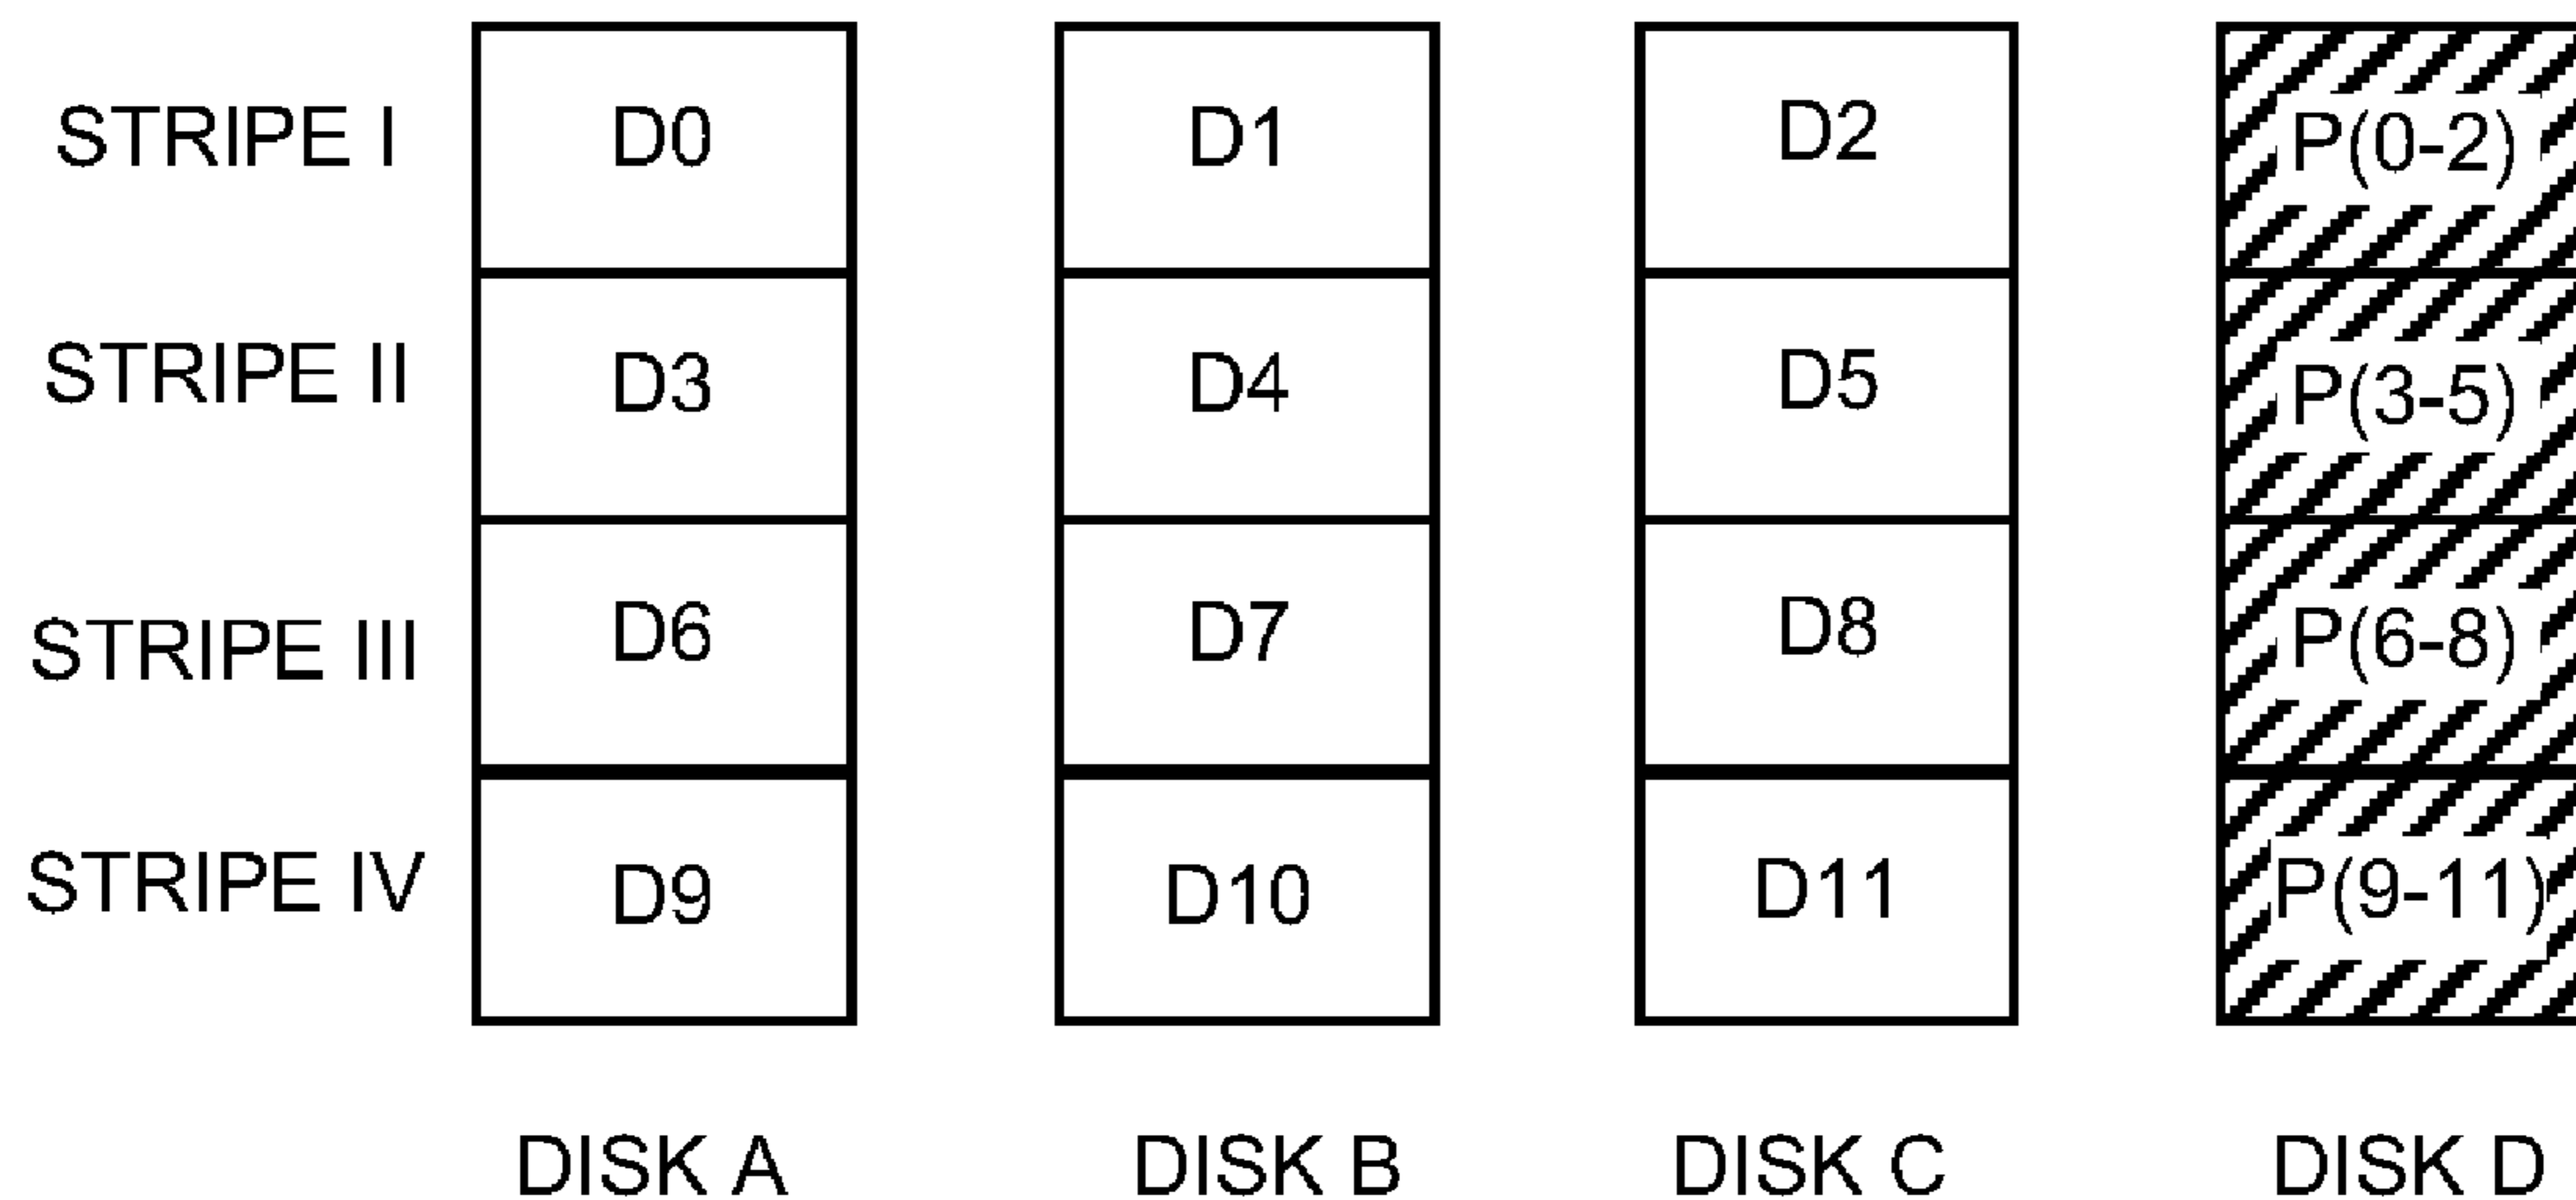 STRIPE I D0 D1 D2 P(0-2)
STRIPE II D3 D4 D5 P(3-5)
STRIPE III D6 D7 D8 P(6-8)
STRIPE IV D9 D10 D11 P(9-11)
DISK A DISK B DISK C DISK D